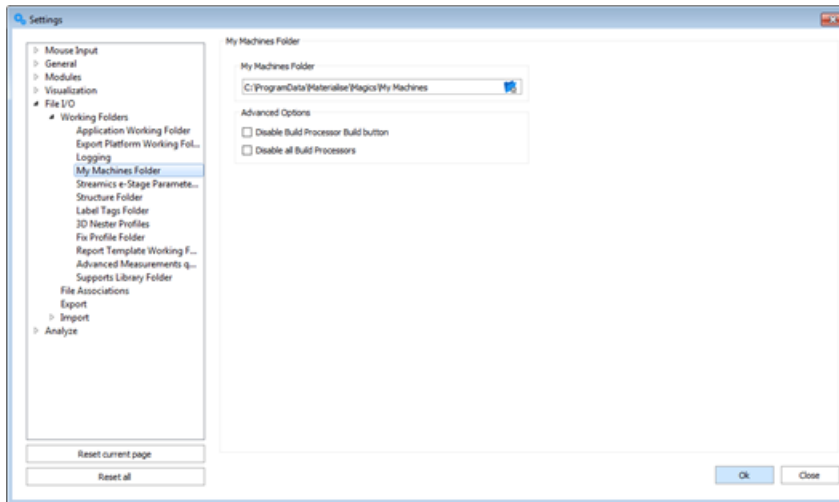 Settings
Mouse Input
General
Modules
Visualization
File I/O
Working Folders
Application Working Folder
Export Platform Working Fol...
Logging
My Machines Folder
Streamics e-Stage Paramete...
Structure Folder
Label Tags Folder
3D Nester Profiles
Fix Profile Folder
Report Template Working F...
Advanced Measurements q...
Supports Library Folder
File Associations
Export
Import
Analyze
Reset current page
Reset all
My Machines Folder
My Machines Folder
C:\ProgramData\Materialise\Magics\My Machines
Advanced Options
Disable Build Processor Build button
Disable all Build Processors
Ok
Close